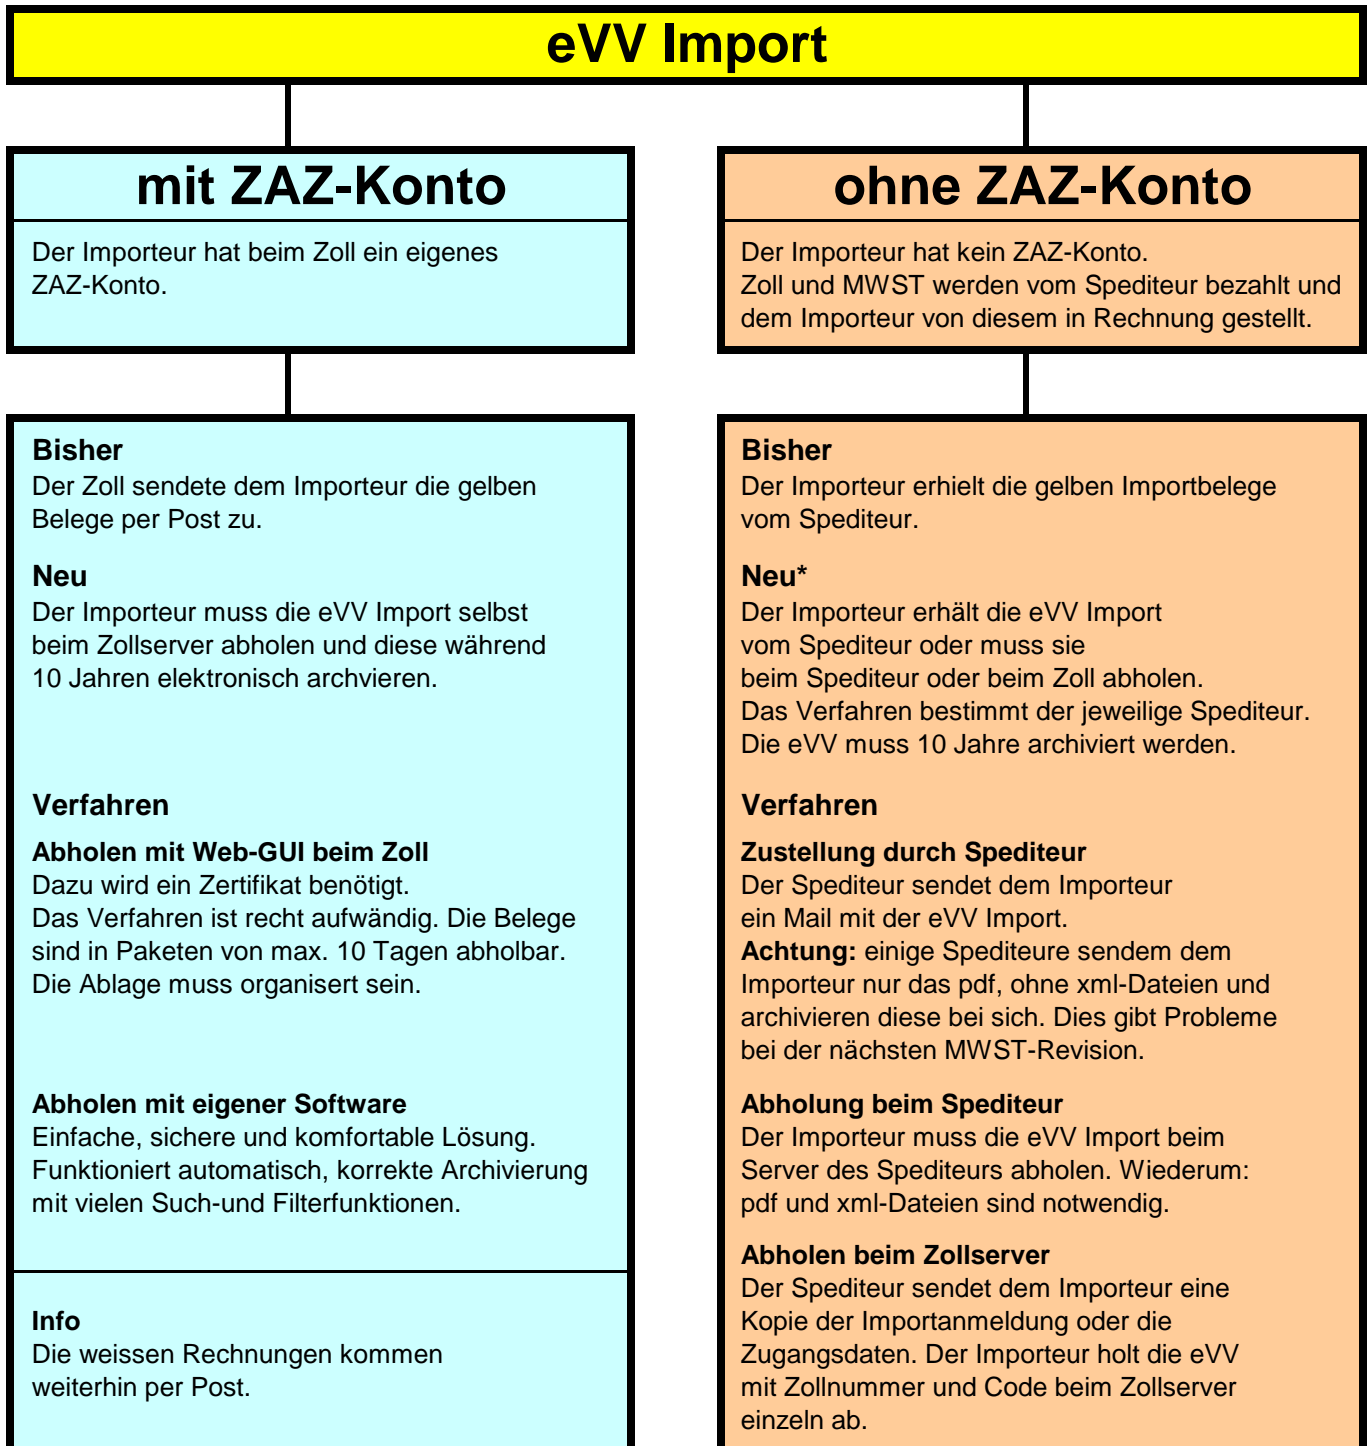 eVV Import
mit ZAZ-Konto
Der Importeur hat beim Zoll ein eigenes
ZAZ-Konto.
ohne ZAZ-Konto
Der Importeur hat kein ZAZ-Konto.
Zoll und MWST werden vom Spediteur bezahlt und
dem Importeur von diesem in Rechnung gestellt.
Bisher
Der Zoll sendete dem Importeur die gelben
Belege per Post zu.
Neu
Der Importeur muss die eVV Import selbst
beim Zollserver abholen und diese während
10 Jahren elektronisch archvieren.
Verfahren
Abholen mit Web-GUI beim Zoll
Dazu wird ein Zertifikat benötigt.
Das Verfahren ist recht aufwändig. Die Belege
sind in Paketen von max. 10 Tagen abholbar.
Die Ablage muss organisert sein.
Abholen mit eigener Software
Einfache, sichere und komfortable Lösung.
Funktioniert automatisch, korrekte Archivierung
mit vielen Such-und Filterfunktionen.
Info
Die weissen Rechnungen kommen
weiterhin per Post.
Bisher
Der Importeur erhielt die gelben Importbelege
vom Spediteur.
Neu*
Der Importeur erhält die eVV Import
vom Spediteur oder muss sie
beim Spediteur oder beim Zoll abholen.
Das Verfahren bestimmt der jeweilige Spediteur.
Die eVV muss 10 Jahre archiviert werden.
Verfahren
Zustellung durch Spediteur
Der Spediteur sendet dem Importeur
ein Mail mit der eVV Import.
Achtung: einige Spediteure sendem dem
Importeur nur das pdf, ohne xml-Dateien und
archivieren diese bei sich. Dies gibt Probleme
bei der nächsten MWST-Revision.
Abholung beim Spediteur
Der Importeur muss die eVV Import beim
Server des Spediteurs abholen. Wiederum:
pdf und xml-Dateien sind notwendig.
Abholen beim Zollserver
Der Spediteur sendet dem Importeur eine
Kopie der Importanmeldung oder die
Zugangsdaten. Der Importeur holt die eVV
mit Zollnummer und Code beim Zollserver
einzeln ab.